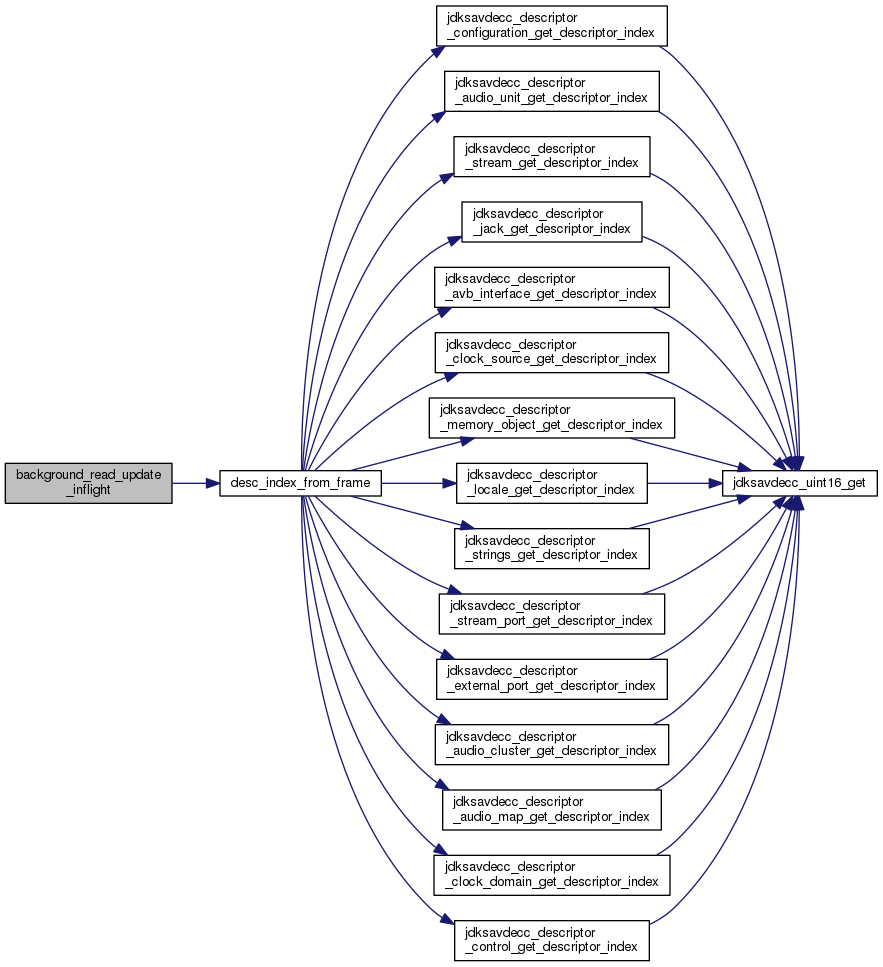 background_read_update
_inflight
desc_index_from_frame
jdksavdecc_descriptor
_configuration_get_descriptor_index
jdksavdecc_descriptor
_audio_unit_get_descriptor_index
jdksavdecc_descriptor
_stream_get_descriptor_index
jdksavdecc_descriptor
_jack_get_descriptor_index
jdksavdecc_descriptor
_avb_interface_get_descriptor_index
jdksavdecc_descriptor
_clock_source_get_descriptor_index
jdksavdecc_descriptor
_memory_object_get_descriptor_index
jdksavdecc_descriptor
_locale_get_descriptor_index
jdksavdecc_descriptor
_strings_get_descriptor_index
jdksavdecc_descriptor
_stream_port_get_descriptor_index
jdksavdecc_descriptor
_external_port_get_descriptor_index
jdksavdecc_descriptor
_audio_cluster_get_descriptor_index
jdksavdecc_descriptor
_audio_map_get_descriptor_index
jdksavdecc_descriptor
_clock_domain_get_descriptor_index
jdksavdecc_descriptor
_control_get_descriptor_index
jdksavdecc_uint16_get